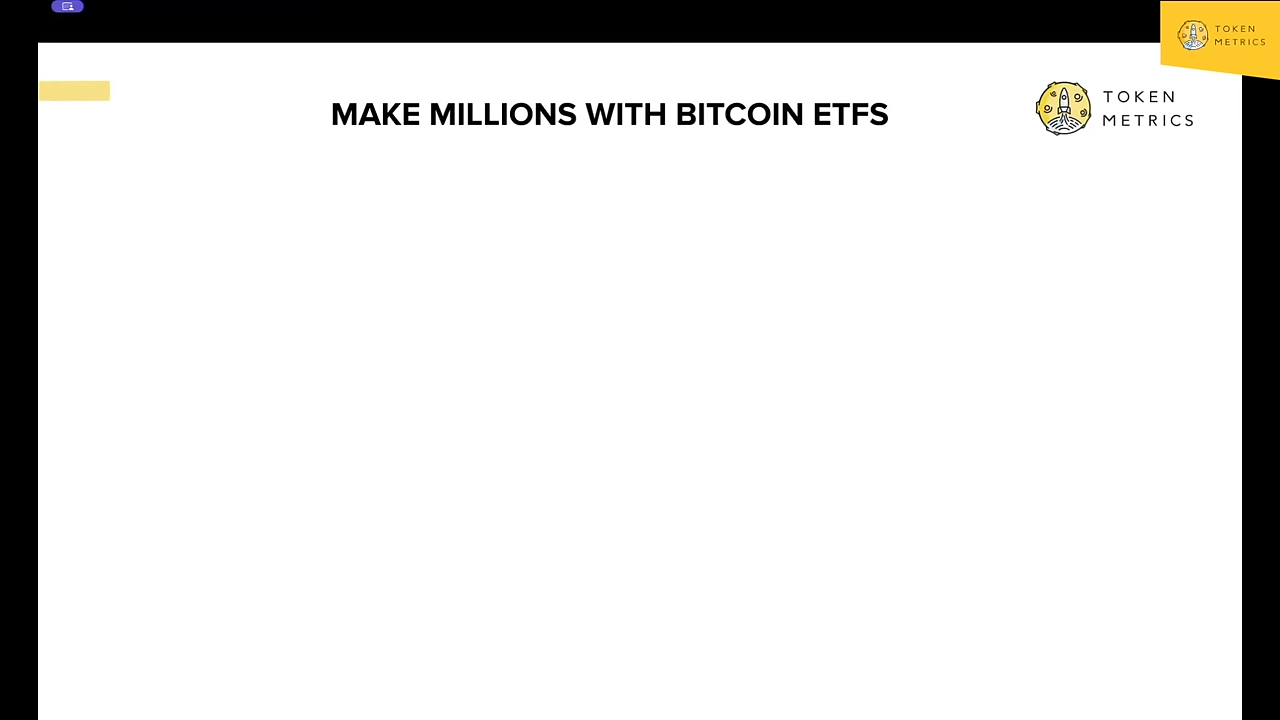 TOKEN
METRICS
MAKE MILLIONS WITH BITCOIN ETFS
TOKEN
METRICS